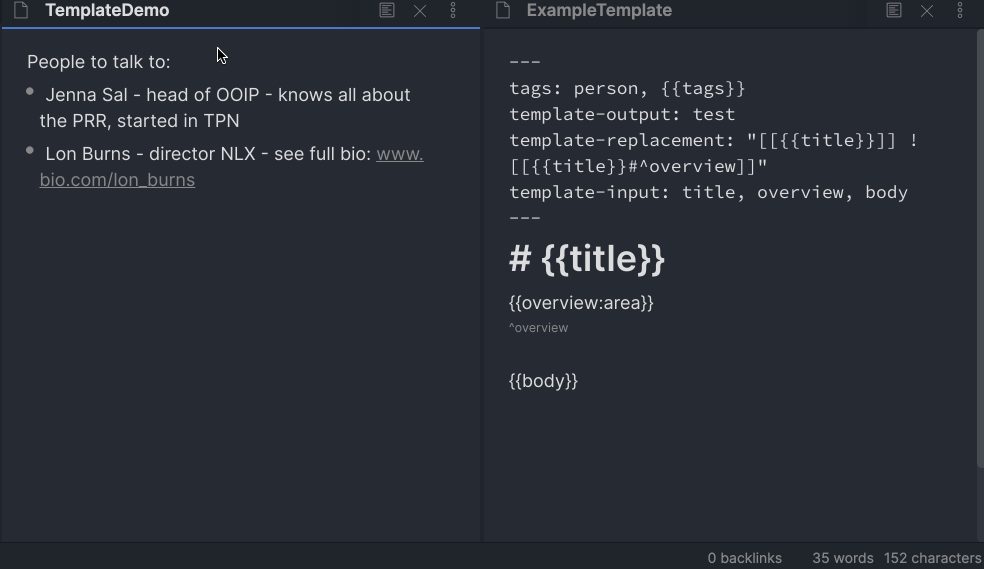 TemplateDemo
People to talk to:
Jenna Sal - head of OOIP - knows all about
the PRR, started in TPN
Lon Burns - director NLX - see full bio: www.
bio.com/lon_burns
ExampleTemplate
---
tags: person, {{tags}}
template-output: test
template-replacement: "[[{{title}}]] !
[[{{title}}#^overview]]"
template-input: title, overview, body
---
# {{title}}
{{overview:area}}
^overview
{{body}}
0 backlinks 35 words 152 characters